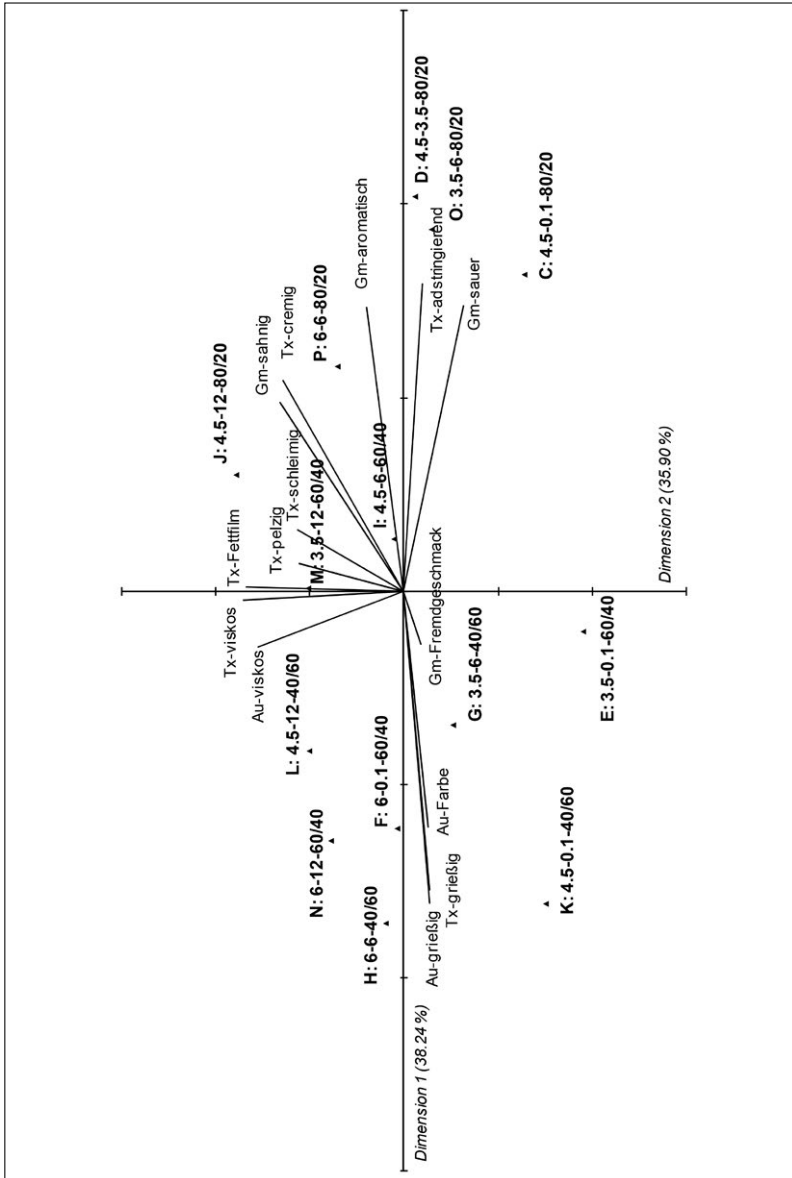 J: 4.5-12-80/20
Tx-Fettfilm
Tx-viskos
Au-viskos
L: 4.5-12-40/60
N: 6-12-60/40
H: 6-6-40/60
F: 6-0.1-60/40
M: 3.5-12-60/40
Tx-pelzig
Tx-schleimig
Gm-sahnig
Tx-cremig
P: 6-6-80/20
Gm-aromatisch
I: 4.5-6-60/40
D: 4.5-3.5-80/20
O: 3.5-6-80/20
Tx-adstringierend
Gm-sauer
C: 4.5-0.1-80/20
Gm-Fremdgeschmack
G: 3.5-6-40/60
Au-Farbe
Tx-grießig
Au-grießig
K: 4.5-0.1-40/60
E: 3.5-0.1-60/40
Dimension 1 (38.24 %)
Dimension 2 (35.90 %)